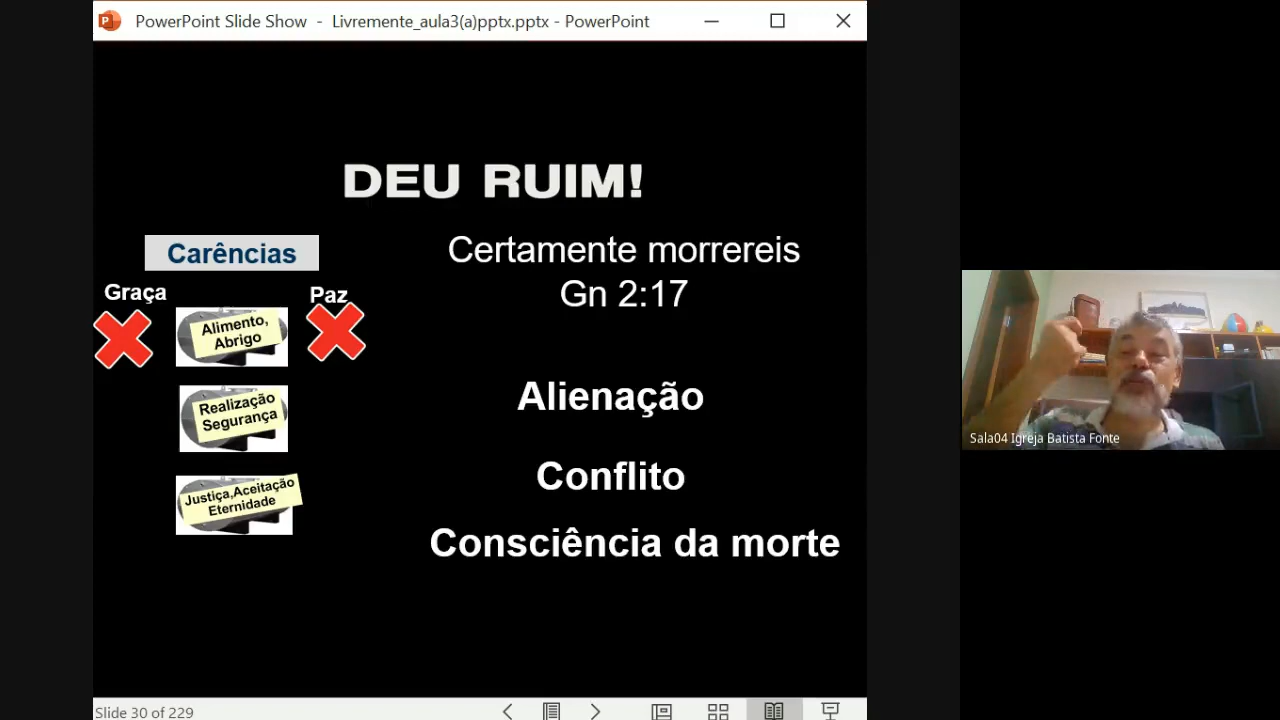 PowerPoint Slide Show - Livremente_aula3(a)pptx.pptx - PowerPoint
DEU RUIM!
Carências
Graça
Paz
Alimento,
Abrigo
Realização
Segurança
Justiça,Aceitação
Eternidade
Certamente morrereis
Gn 2:17
Alienação
Conflito
Consciência da morte
Sala04 Igreja Batista Fonte
Slide 30 of 229